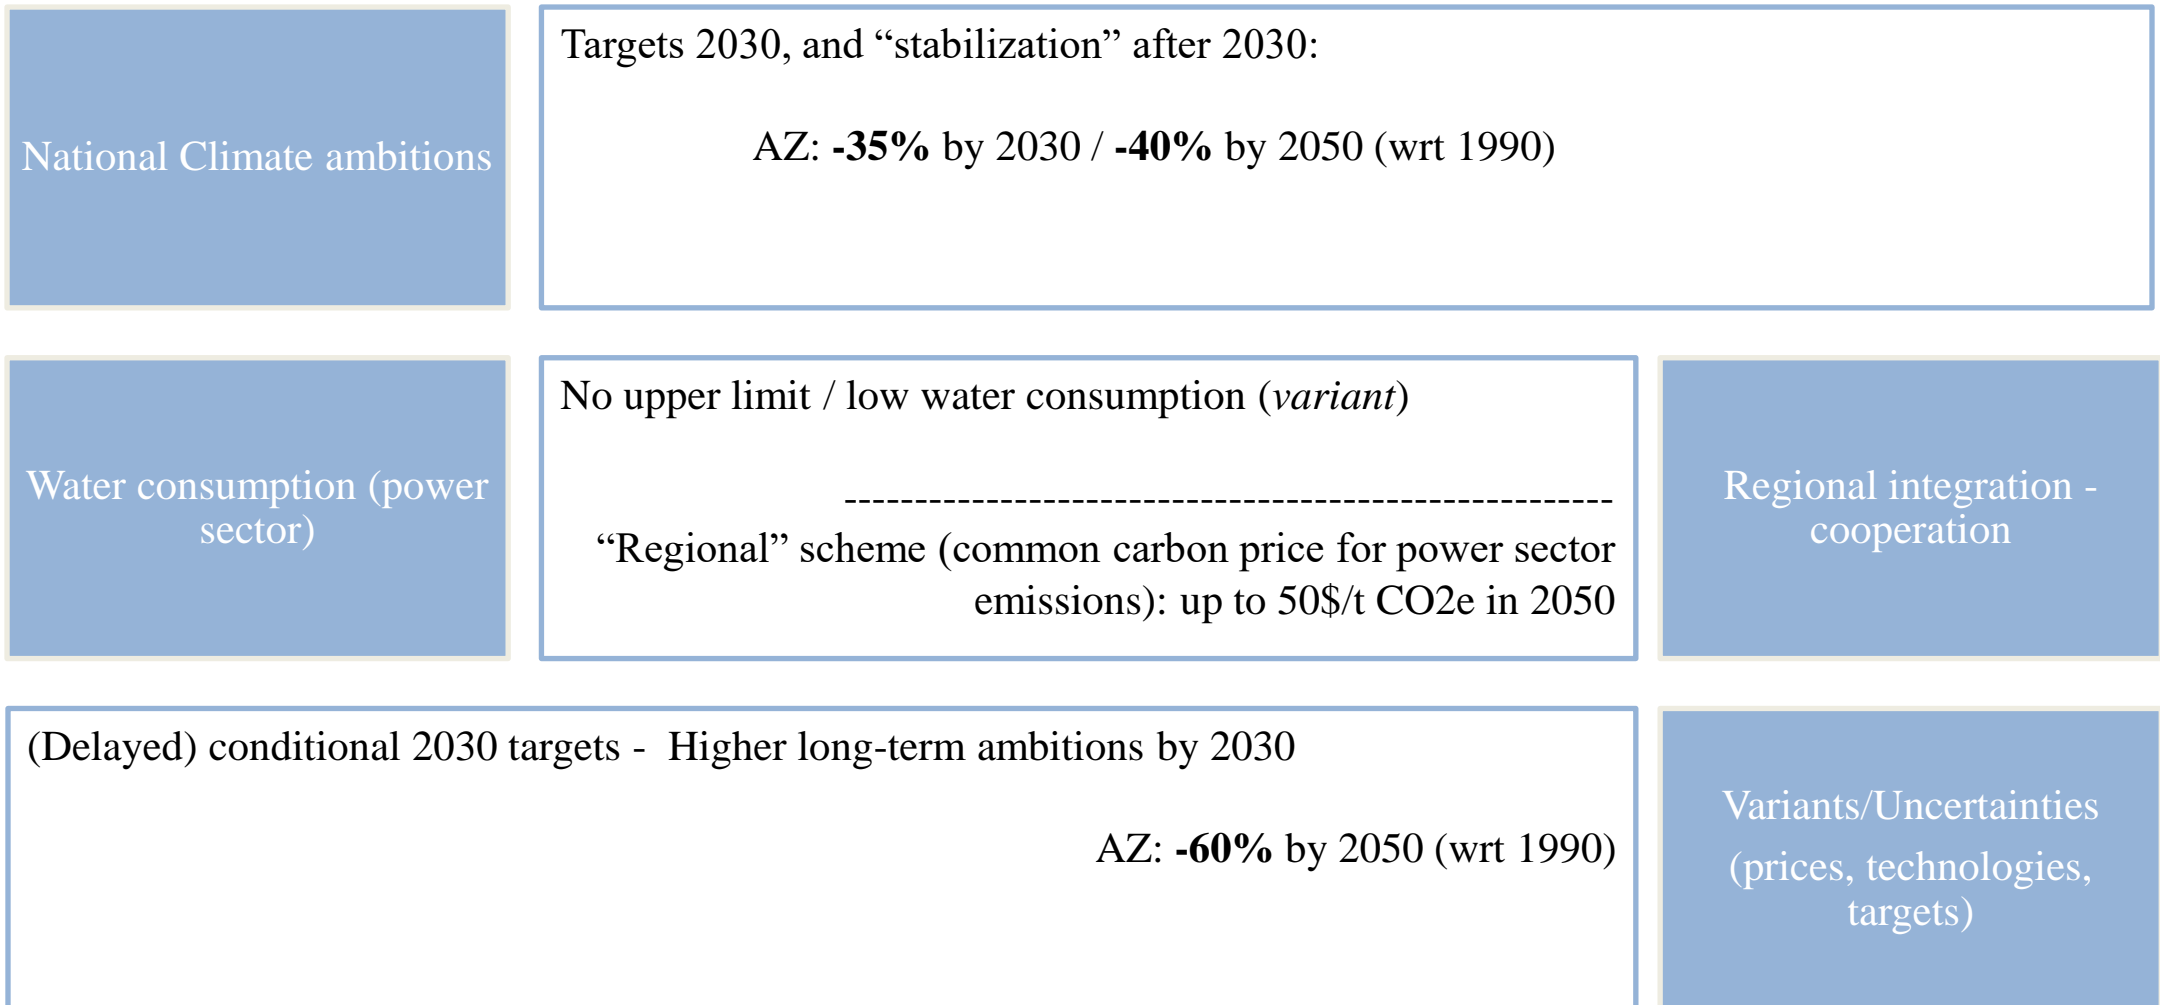 National Climate ambitions
Targets 2030, and “stabilization” after 2030:
AZ: -35% by 2030 / -40% by 2050 (wrt 1990)
Water consumption (power
sector)
No upper limit / low water consumption (variant)
-------------------------------------------------------
“Regional” scheme (common carbon price for power sector
emissions): up to 50$/t CO2e in 2050
Regional integration -
cooperation
(Delayed) conditional 2030 targets -  Higher long-term ambitions by 2030
AZ: -60% by 2050 (wrt 1990)
Variants/Uncertainties
(prices, technologies,
targets)